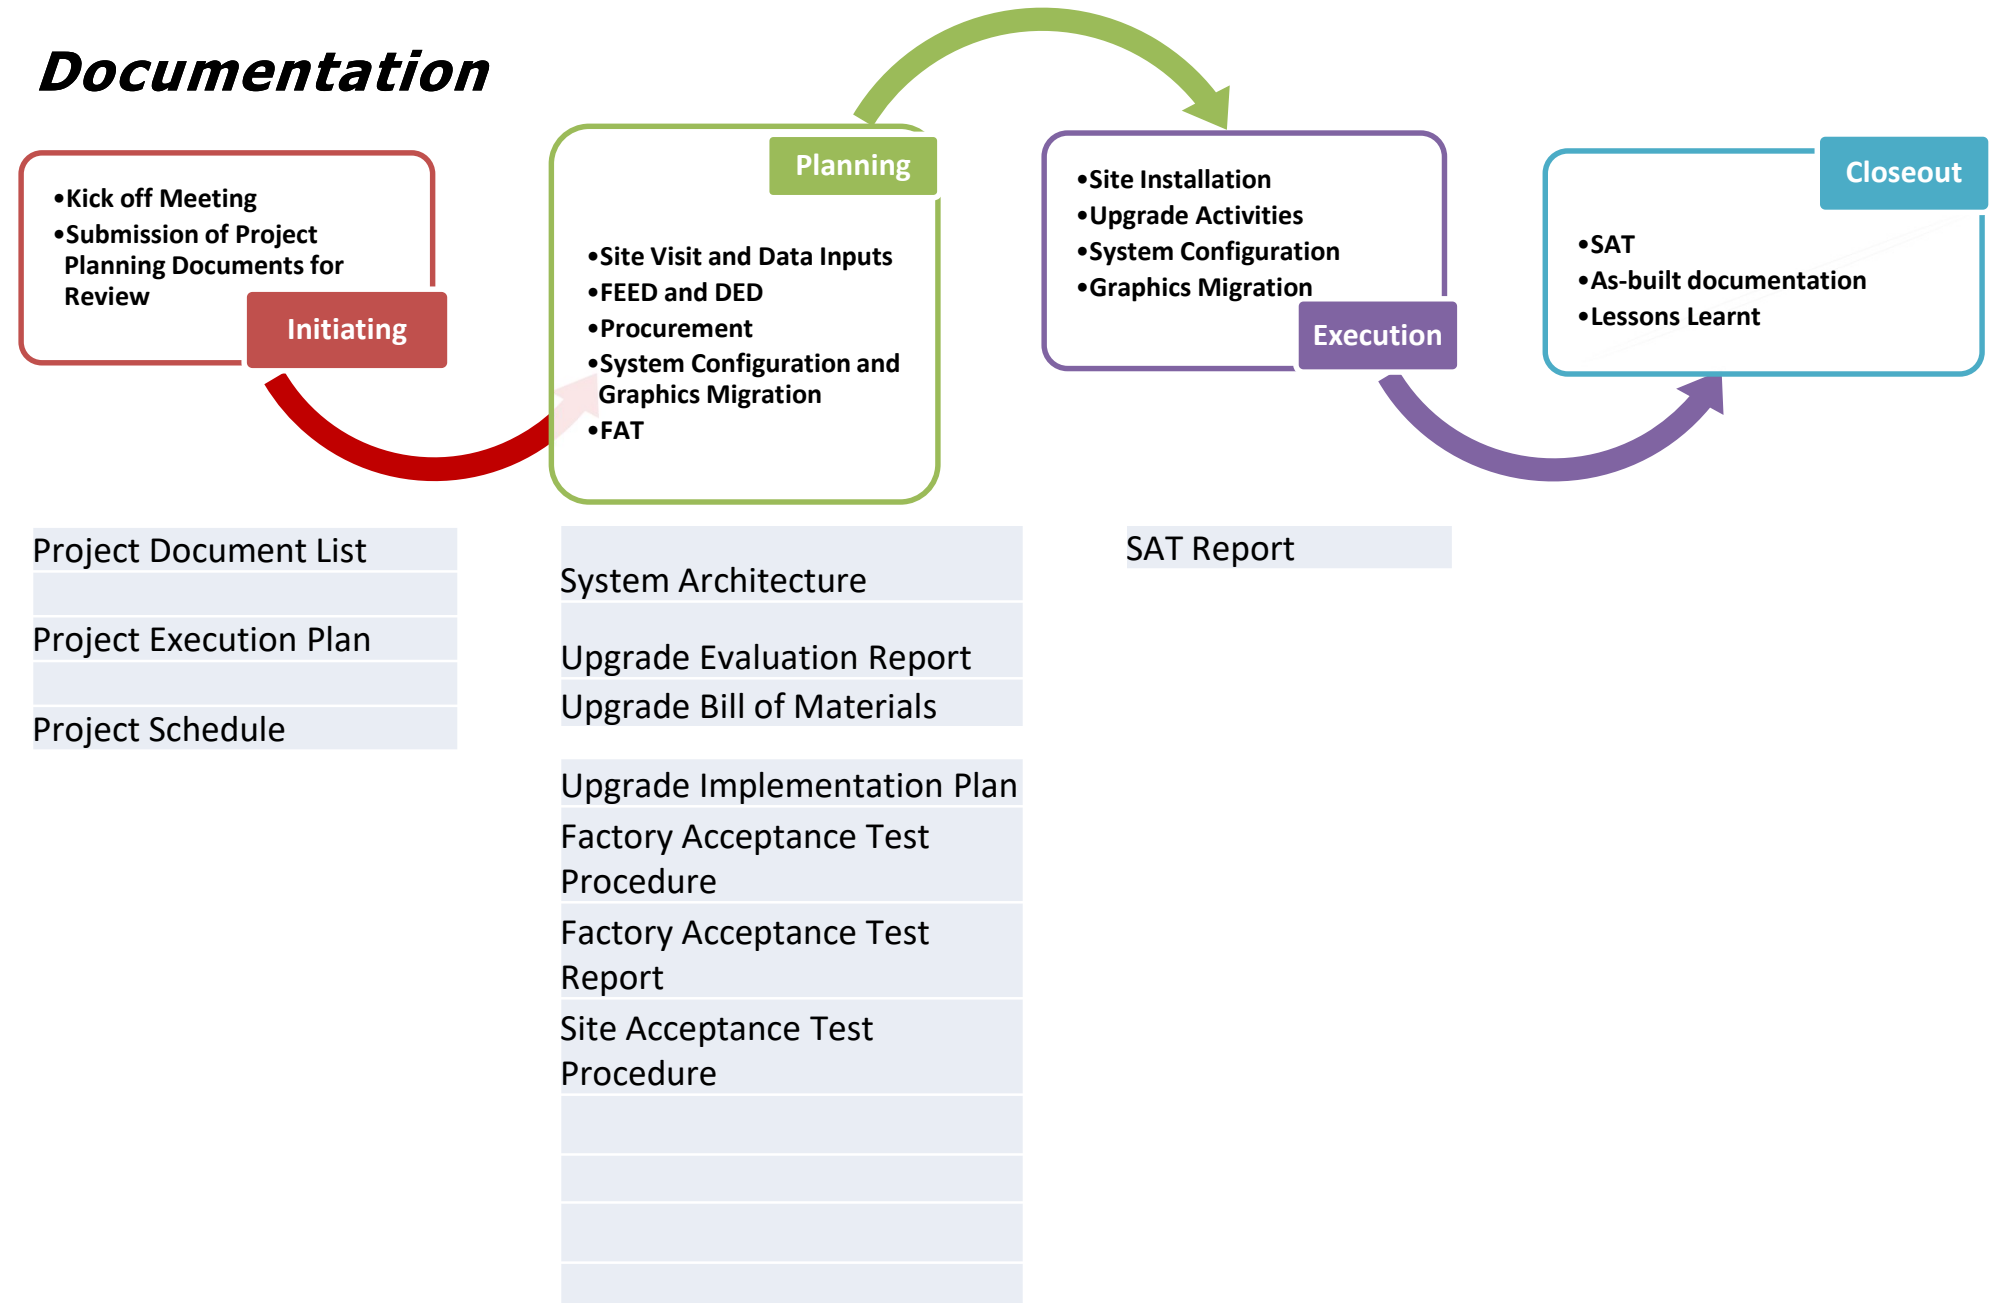 Documentation
•Kick off Meeting
•Submission of Project
Planning Documents for
Review
Initiating
Planning
•Site Visit and Data Inputs
•FEED and DED
•Procurement
•System Configuration and
Graphics Migration
•FAT
•Site Installation
•Upgrade Activities
•System Configuration
•Graphics Migration
Execution
Closeout
•SAT
•As-built documentation
•Lessons Learnt
Project Document List
Project Execution Plan
Project Schedule
System Architecture
Upgrade Evaluation Report
Upgrade Bill of Materials
Upgrade Implementation Plan
Factory Acceptance Test
Procedure
Factory Acceptance Test
Report
Site Acceptance Test
Procedure
SAT Report